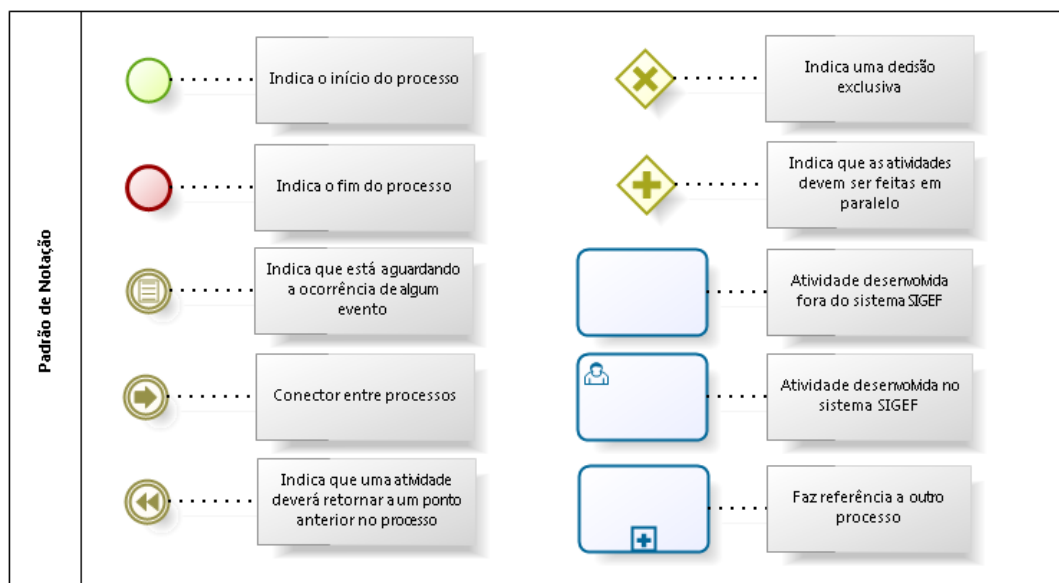 Padrão de Notação
Indica o início do processo
Indica o fim do processo
Indica que está aguardando
a ocorrência de algum
evento
Conector entre processos
Indica que uma atividade
deverá retornar a um ponto
anterior no processo
Indica uma decisão
exclusiva
Indica que as atividades
devem ser feitas em
paralelo
Atividade desenvolvida
fora do sistema SIGEF
Atividade desenvolvida no
sistema SIGEF
Faz referência a outro
processo